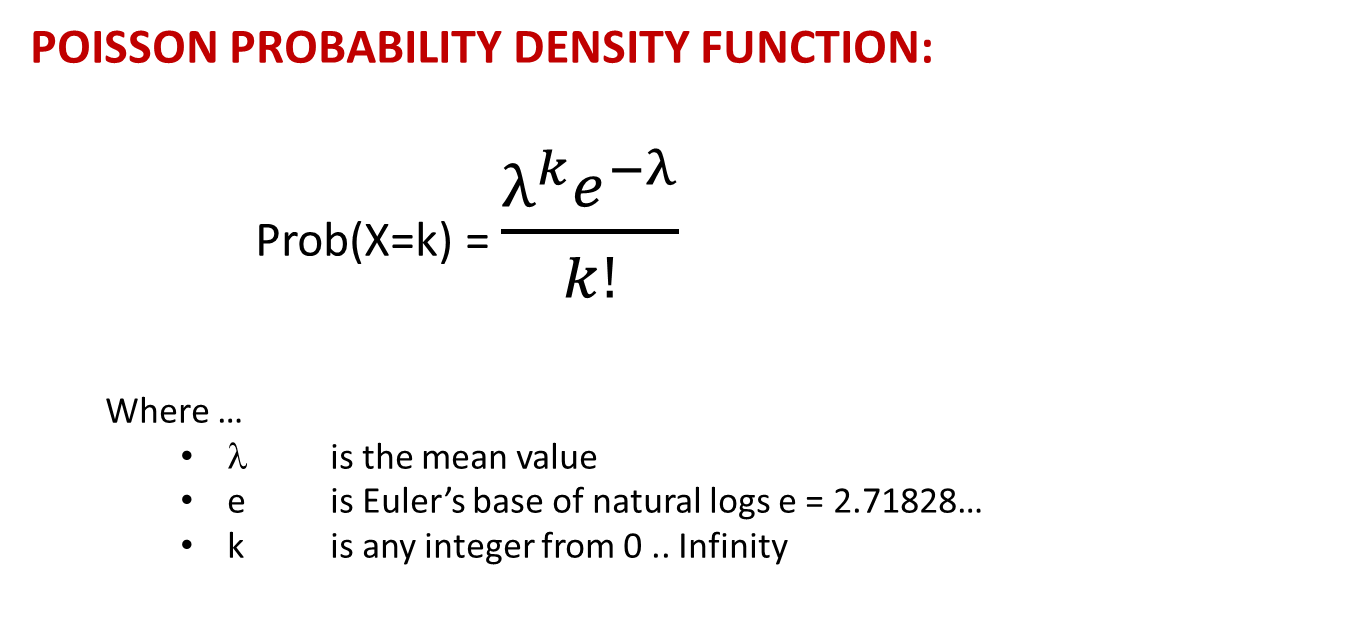 POISSON PROBABILITY DENSITY FUNCTION:
Prob(X=k) = \frac{λ^k e^{−λ}}{k!}
Where …
• λ is the mean value
• e is Euler’s base of natural logs e = 2.71828…
• k is any integer from 0 .. Infinity